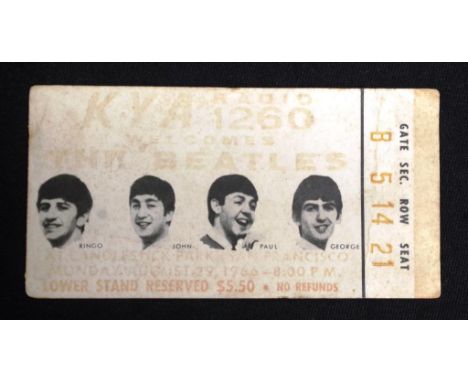 KYA RADIO 1260
WELCOMES
THE BEATLES
RINGO JOHN PAUL GEORGE
AT CANDLESTICK PARK SAN FRANCISCO
MONDAY AUGUST 29, 1966 - 8:00 P.M.
LOWER STAND RESERVED $5.50 • NO REFUNDS
GATE SEC. ROW SEAT
B 5 14 21